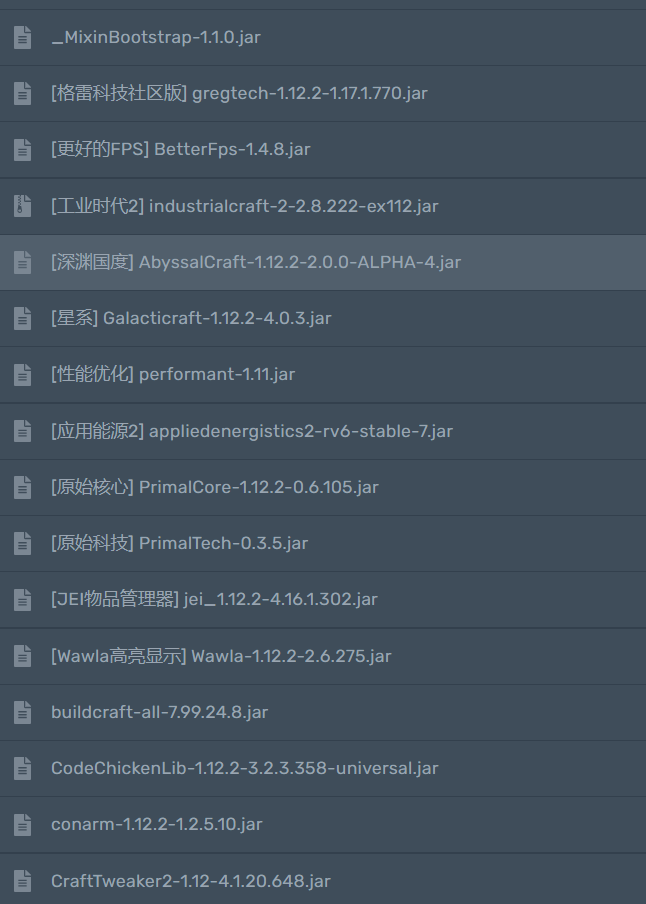 _MixinBootstrap-1.1.0.jar
[格雷科技社区版] gregtech-1.12.2-1.17.1.770.jar
[更好的FPS] BetterFps-1.4.8.jar
[工业时代2] industrialcraft-2-2.8.222-ex112.jar
[深渊国度] AbyssalCraft-1.12.2-2.0.0-ALPHA-4.jar
[星系] Galacticraft-1.12.2-4.0.3.jar
[性能优化] performant-1.11.jar
[应用能源2] appliedenergistics2-rv6-stable-7.jar
[原始核心] PrimalCore-1.12.2-0.6.105.jar
[原始科技] PrimalTech-0.3.5.jar
[JEI物品管理器] jei_1.12.2-4.16.1.302.jar
[Wawla高亮显示] Wawla-1.12.2-2.6.275.jar
buildcraft-all-7.99.24.8.jar
CodeChickenLib-1.12.2-3.2.3.358-universal.jar
conarm-1.12.2-1.2.5.10.jar
CraftTweaker2-1.12-4.1.20.648.jar